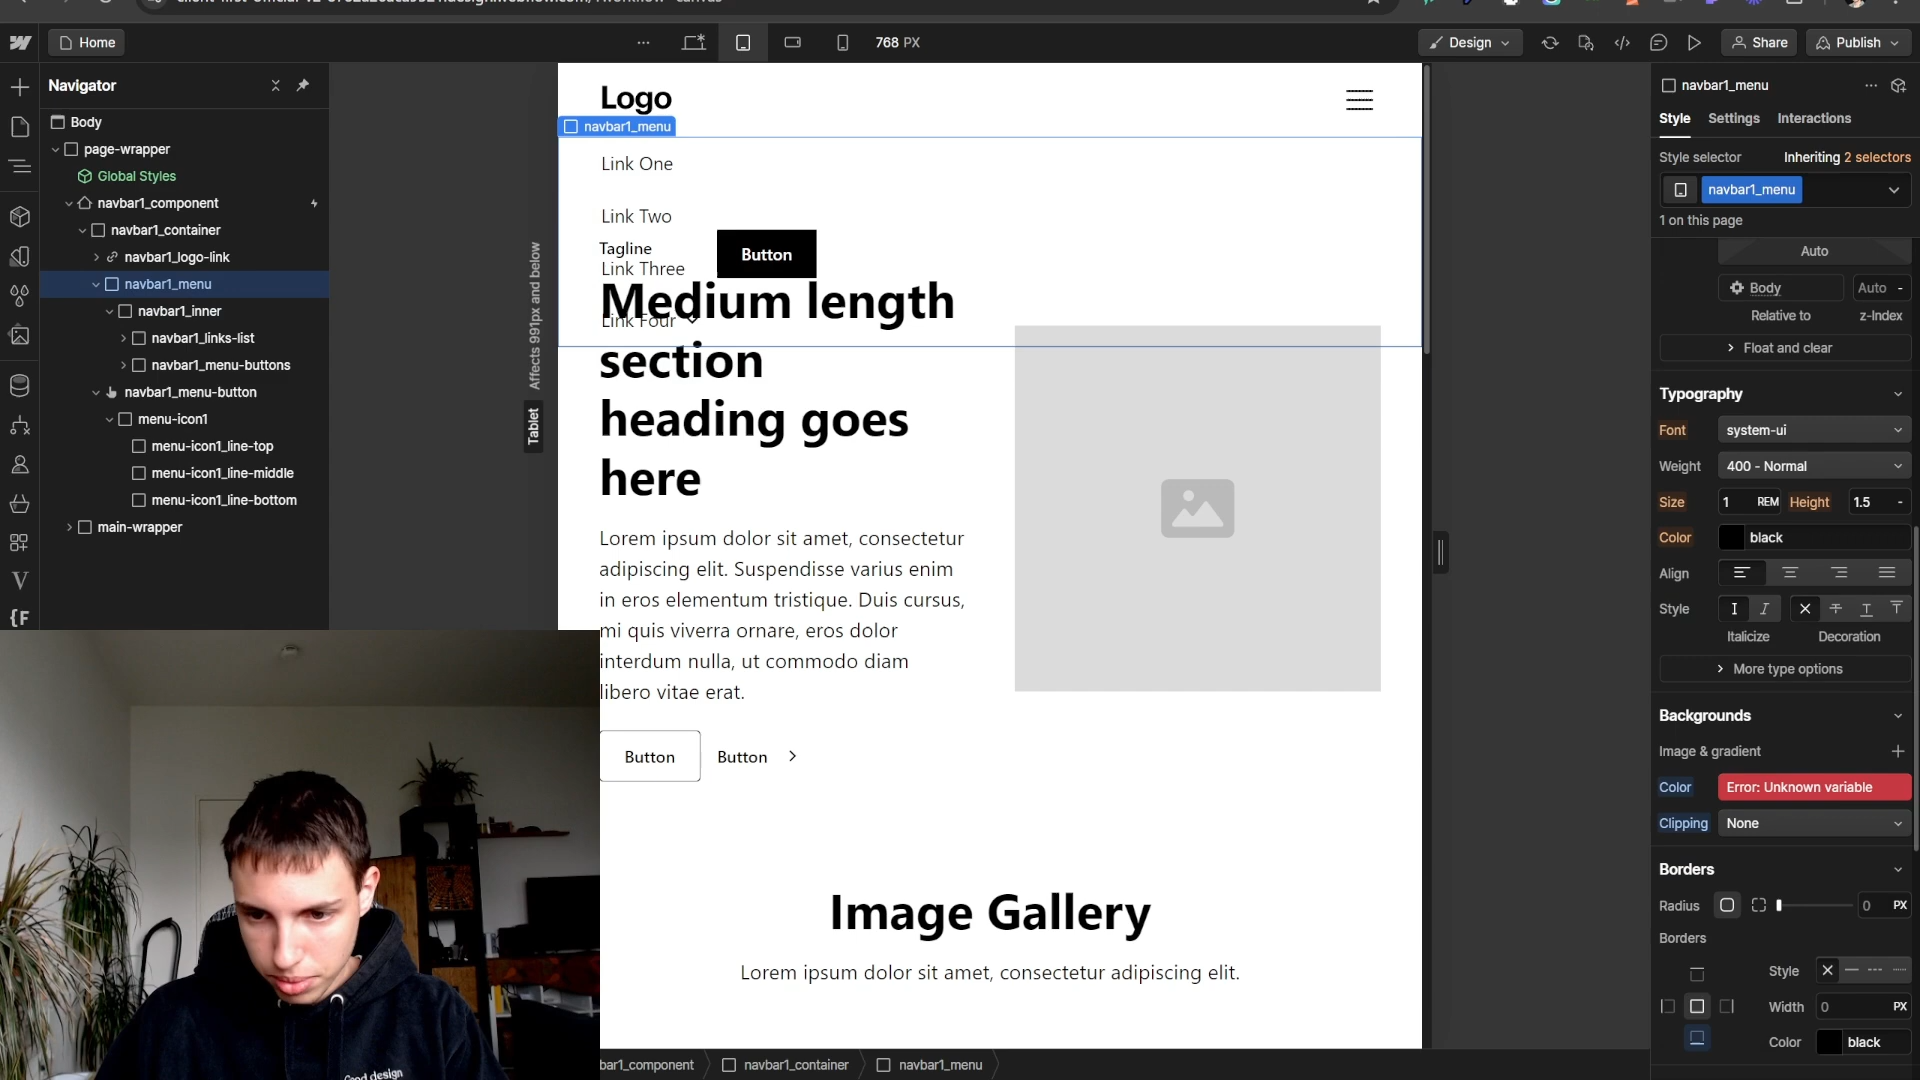 Home
768 PX
Design
Share
Publish
Navigator
Body
page-wrapper
Global Styles
navbar1_component
navbar1_container
navbar1_logo-link
navbar1_menu
navbar1_inner
navbar1_links-list
navbar1_menu-buttons
navbar1_menu-button
menu-icon1
menu-icon1_line-top
menu-icon1_line-middle
menu-icon1_line-bottom
main-wrapper
Affects 991px and below
Tablet
Logo
navbar1_menu
Link One
Link Two
Tagline
Button
Link Three
Medium length
Link Four
section
heading goes
here
Lorem ipsum dolor sit amet, consectetur
adipiscing elit. Suspendisse varius enim
in eros elementum tristique. Duis cursus,
mi quis viverra ornare, eros dolor
interdum nulla, ut commodo diam
libero vitae erat.
Button
Button
Image Gallery
Lorem ipsum dolor sit amet, consectetur adipiscing elit.
bar1_component
navbar1_container
navbar1_menu
navbar1_menu
Style Settings Interactions
Style selector Inheriting 2 selectors
navbar1_menu
1 on this page
Auto
Body Auto -
Relative to z-Index
Float and clear
Typography
Font system-ui
Weight 400 - Normal
Size 1 REM Height 1.5 -
Color black
Align
Style
Italicize Decoration
More type options
Backgrounds
Image & gradient
Color Error: Unknown variable
Clipping None
Borders
Radius 0 PX
Borders
Style
Width 0 PX
Color black
Good design